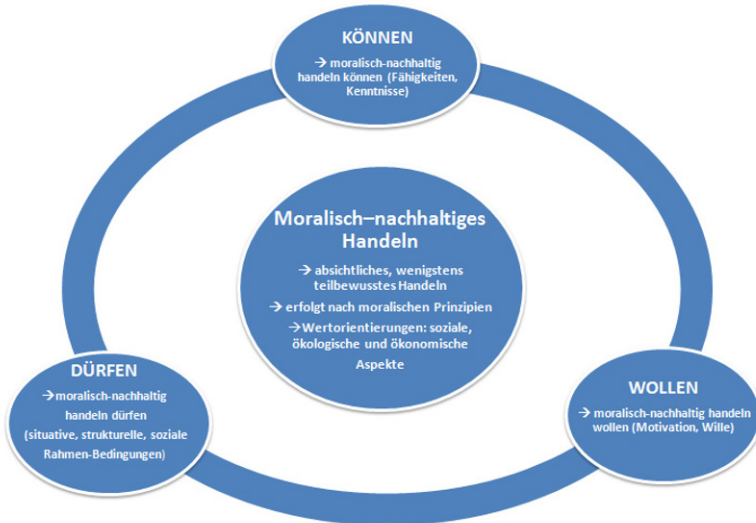 KÖNNEN
→ moralisch-nachhaltig
handeln können (Fähigkeiten,
Kenntnisse)
Moralisch–nachhaltiges
Handeln
→ absichtliches, wenigstens
teilbewusstes Handeln
→ erfolgt nach moralischen Prinzipien
→Wertorientierungen: soziale,
ökologische und ökonomische
Aspekte
DÜRFEN
→moralisch-nachhaltig
handeln dürfen
(situative, strukturelle, soziale
Rahmen-Bedingungen)
WOLLEN
→ moralisch-nachhaltig handeln
wollen (Motivation, Wille)